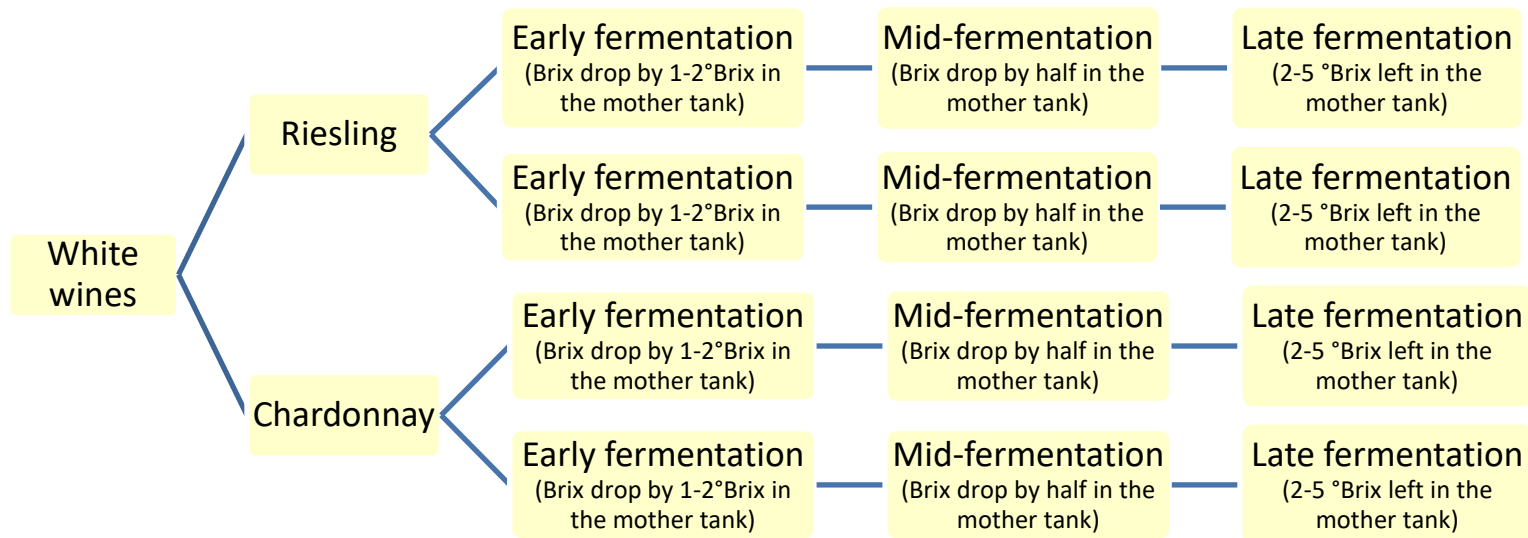 White
wines
Riesling
Early fermentation
(Brix drop by 1-2°Brix in
the mother tank)
Mid-fermentation
(Brix drop by half in the
mother tank)
Late fermentation
(2-5 °Brix left in the
mother tank)
Early fermentation
(Brix drop by 1-2°Brix in
the mother tank)
Mid-fermentation
(Brix drop by half in the
mother tank)
Late fermentation
(2-5 °Brix left in the
mother tank)
Chardonnay
Early fermentation
(Brix drop by 1-2°Brix in
the mother tank)
Mid-fermentation
(Brix drop by half in the
mother tank)
Late fermentation
(2-5 °Brix left in the
mother tank)
Early fermentation
(Brix drop by 1-2°Brix in
the mother tank)
Mid-fermentation
(Brix drop by half in the
mother tank)
Late fermentation
(2-5 °Brix left in the
mother tank)